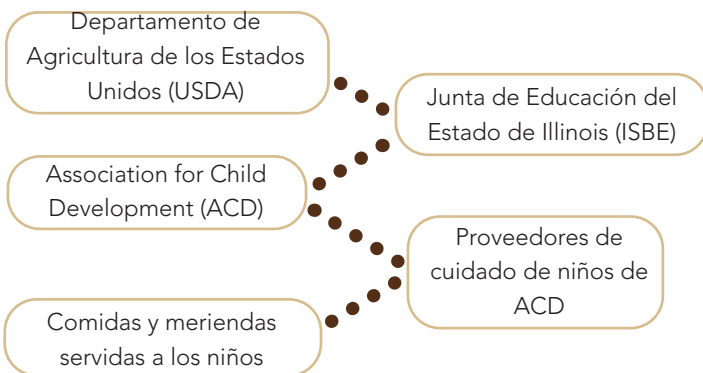 Departamento de
Agricultura de los Estados
Unidos (USDA)
Junta de Educación del
Estado de Illinois (ISBE)
Association for Child
Development (ACD)
Proveedores de
cuidado de niños de
ACD
Comidas y meriendas
servidas a los niños